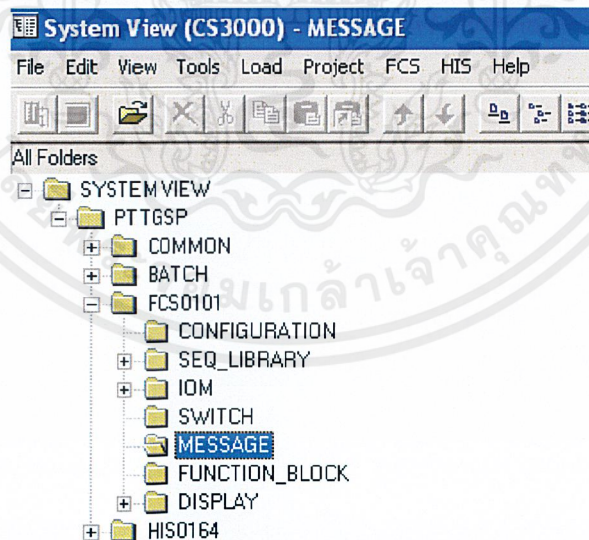 System View (CS3000) - MESSAGE
File Edit View Tools Load Project FCS HIS Help
All Folders
SYSTEM VIEW
PTTGSP
COMMON
BATCH
FCS0101
CONFIGURATION
SEQ_LIBRARY
IOM
SWITCH
MESSAGE
FUNCTION_BLOCK
DISPLAY
HIS0164